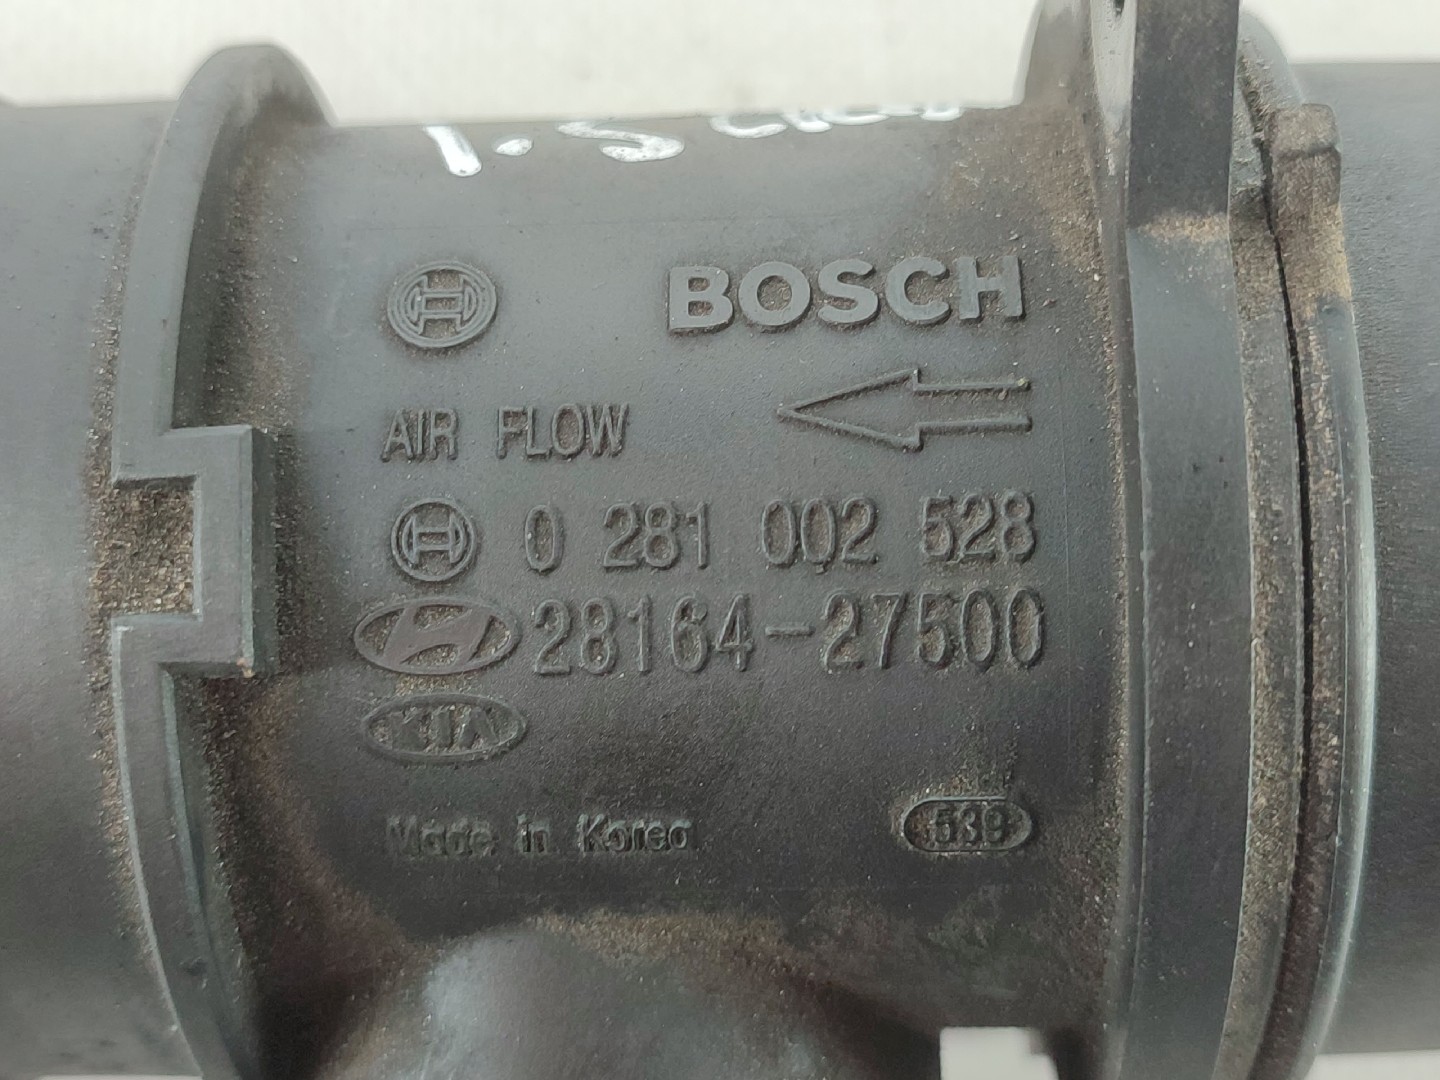 1.5
BOSCH
AIR FLOW
0 281 002 528
28164-27500
KIA
Made in Korea
539